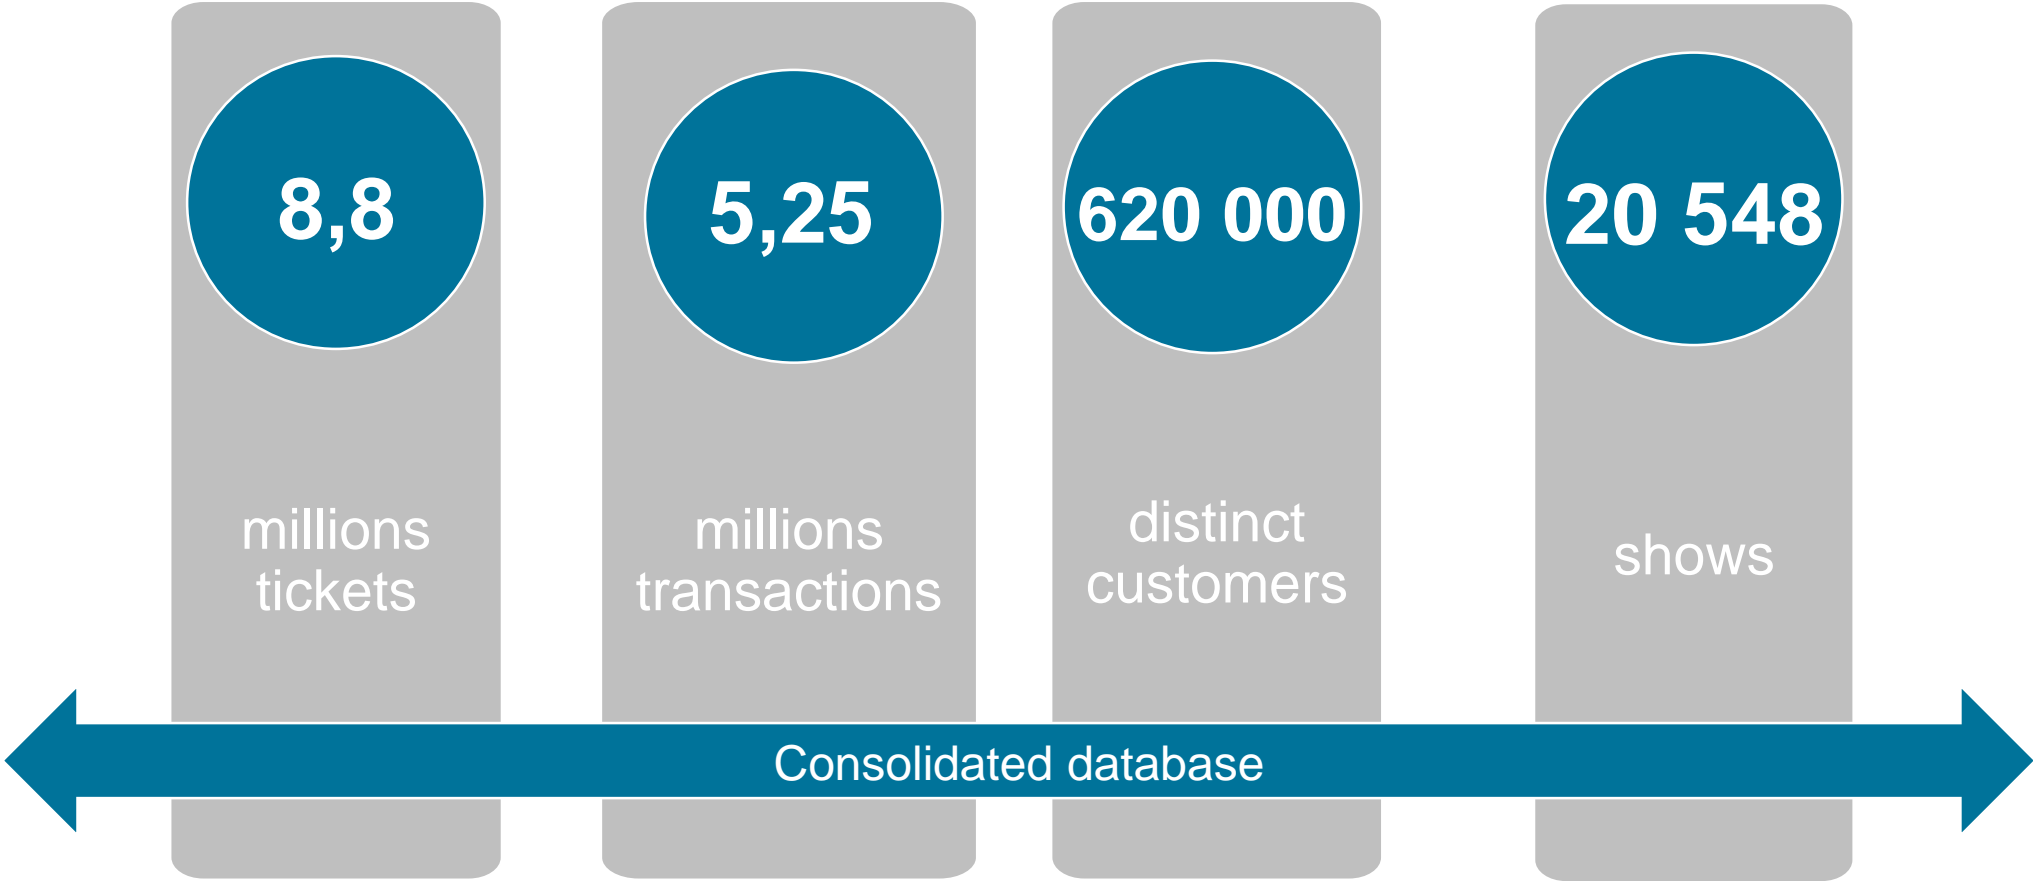 8,8
millions
tickets
5,25
millions
transactions
620 000
distinct
customers
20 548
shows
Consolidated database